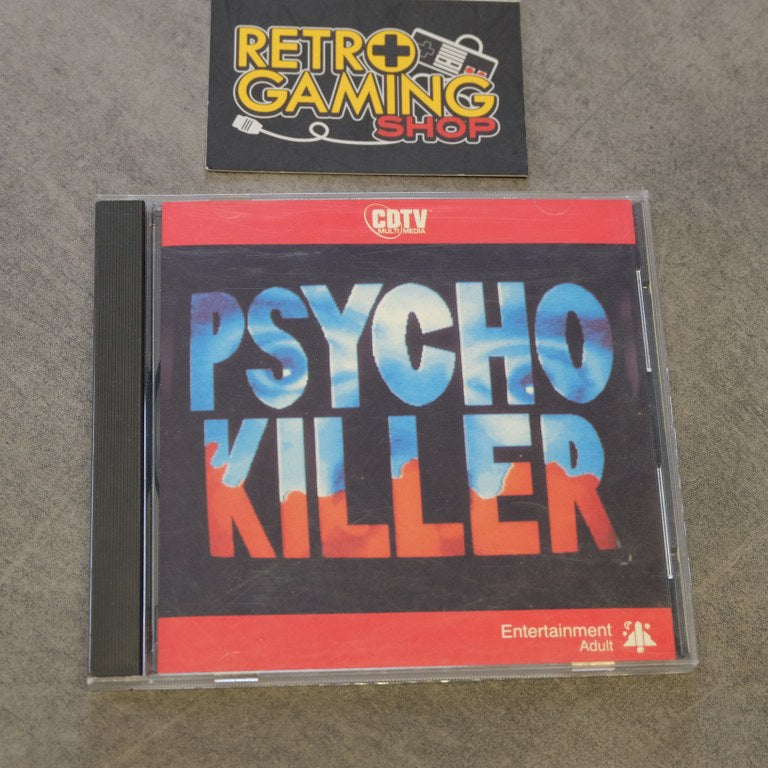 RETRO
GAMING
SHOP
CDTV
MULTIMEDIA
PSYCHO
KILLER
Entertainment
Adult